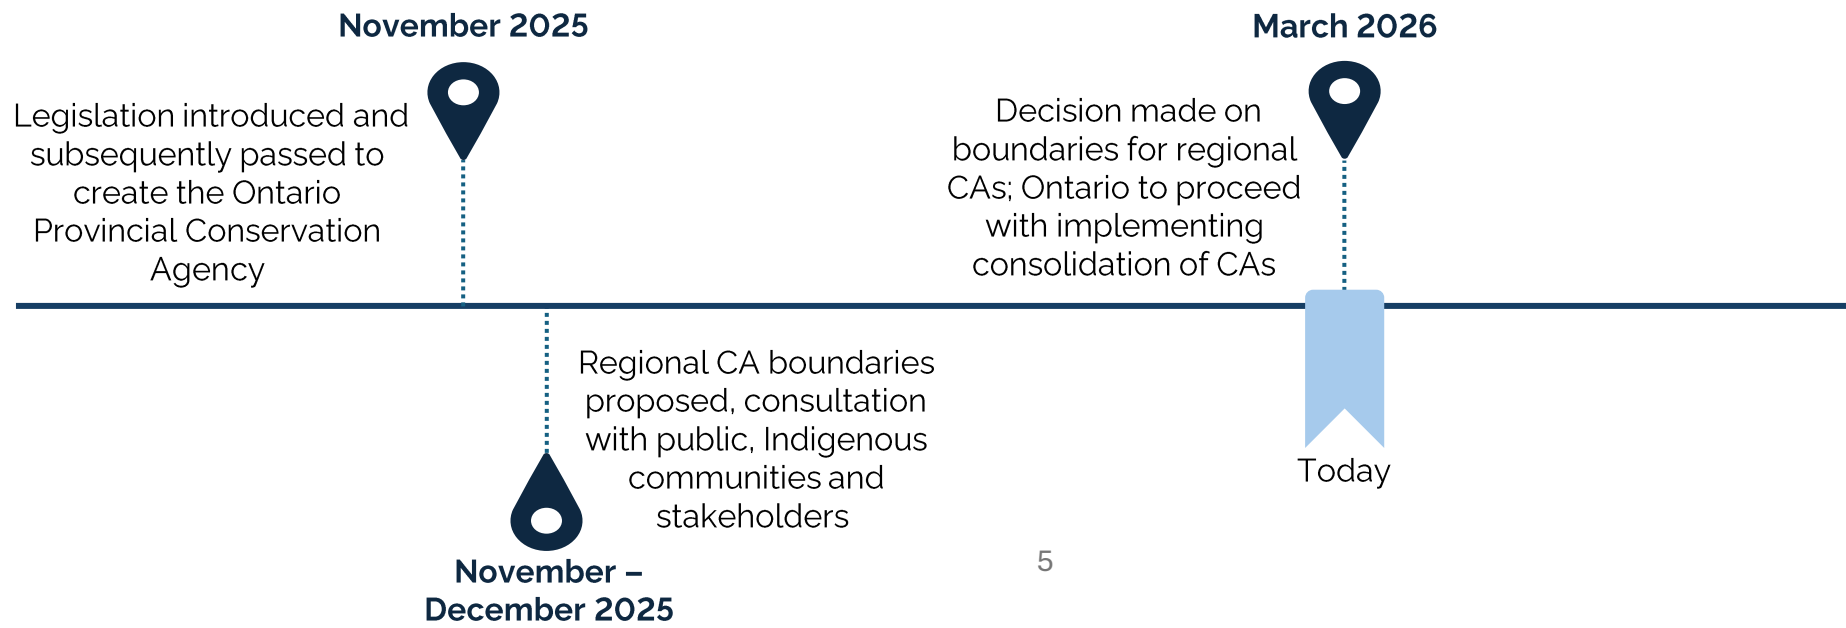 November 2025
Legislation introduced and
subsequently passed to
create the Ontario
Provincial Conservation
Agency
Regional CA boundaries
proposed, consultation
with public, Indigenous
communities and
stakeholders
November –
December 2025
March 2026
Decision made on
boundaries for regional
CAs; Ontario to proceed
with implementing
consolidation of CAs
Today
5